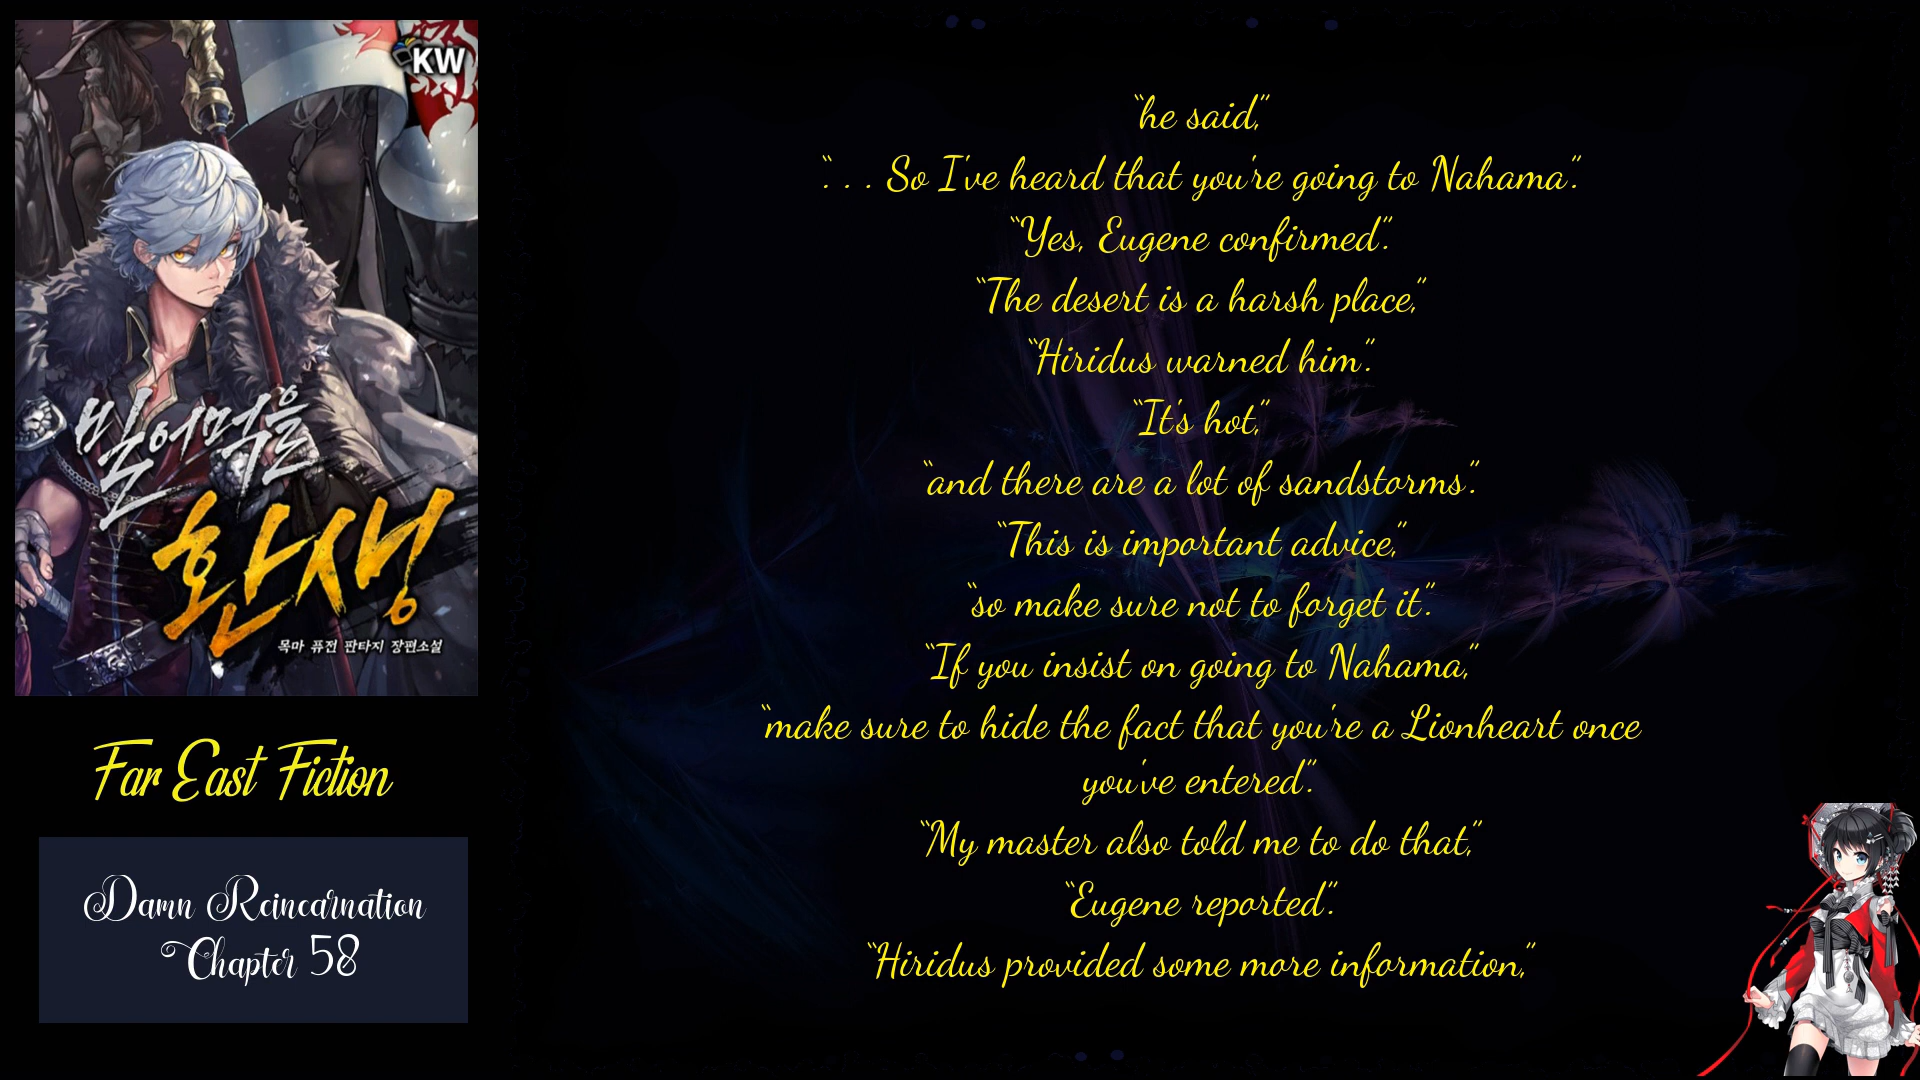 KW
빌어먹을
환생
목마 퓨전 판타지 장편소설
Far East Fiction
Damn Reincarnation
Chapter 58
“he said,”
“. . . So I've heard that you're going to Nahama”.
“Yes, Eugene confirmed”.
“The desert is a harsh place,”
“Hiridus warned him”.
“It's hot,”
“and there are a lot of sandstorms”.
“This is important advice,”
“so make sure not to forget it”.
“If you insist on going to Nahama,”
“make sure to hide the fact that you're a Lionheart once
you've entered”.
“My master also told me to do that,”
“Eugene reported”.
“Hiridus provided some more information,”